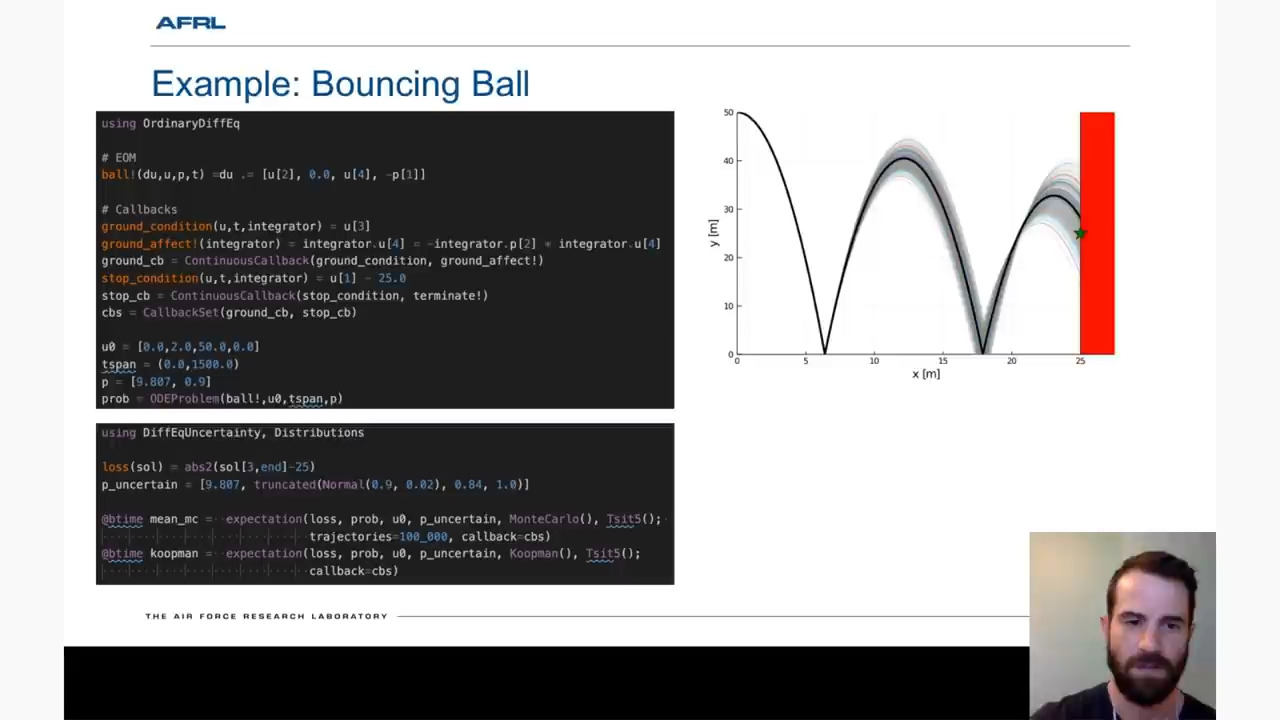 AFRL
Example: Bouncing Ball
using OrdinaryDiffEq
# EOM
ball!(du,u,p,t) =du .= [u[2], 0.0, u[4], -p[1]]
# Callbacks
ground_condition(u,t,integrator) = u[3]
ground_affect!(integrator) = integrator.u[4] = -integrator.p[2] * integrator.u[4]
ground_cb = ContinuousCallback(ground_condition, ground_affect!)
stop_condition(u,t,integrator) = u[1] - 25.0
stop_cb = ContinuousCallback(stop_condition, terminate!)
cbs = CallbackSet(ground_cb, stop_cb)
u0 = [0.0,2.0,50.0,0.0]
tspan = (0.0,1500.0)
p = [9.807, 0.9]
prob = ODEProblem(ball!,u0,tspan,p)
using DiffEqUncertainty, Distributions
loss(sol) = abs2(sol[3,end]-25)
p_uncertain = [9.807, truncated(Normal(0.9, 0.02), 0.84, 1.0)]
@btime mean_mc = expectation(loss, prob, u0, p_uncertain, MonteCarlo(), Tsit5();
trajectories=100_000, callback=cbs)
@btime koopman = expectation(loss, prob, u0, p_uncertain, Koopman(), Tsit5();
callback=cbs)
50
40
30
20
10
0
y [m]
0 5 10 15 20 25
x [m]
THE AIR FORCE RESEARCH LABORATORY